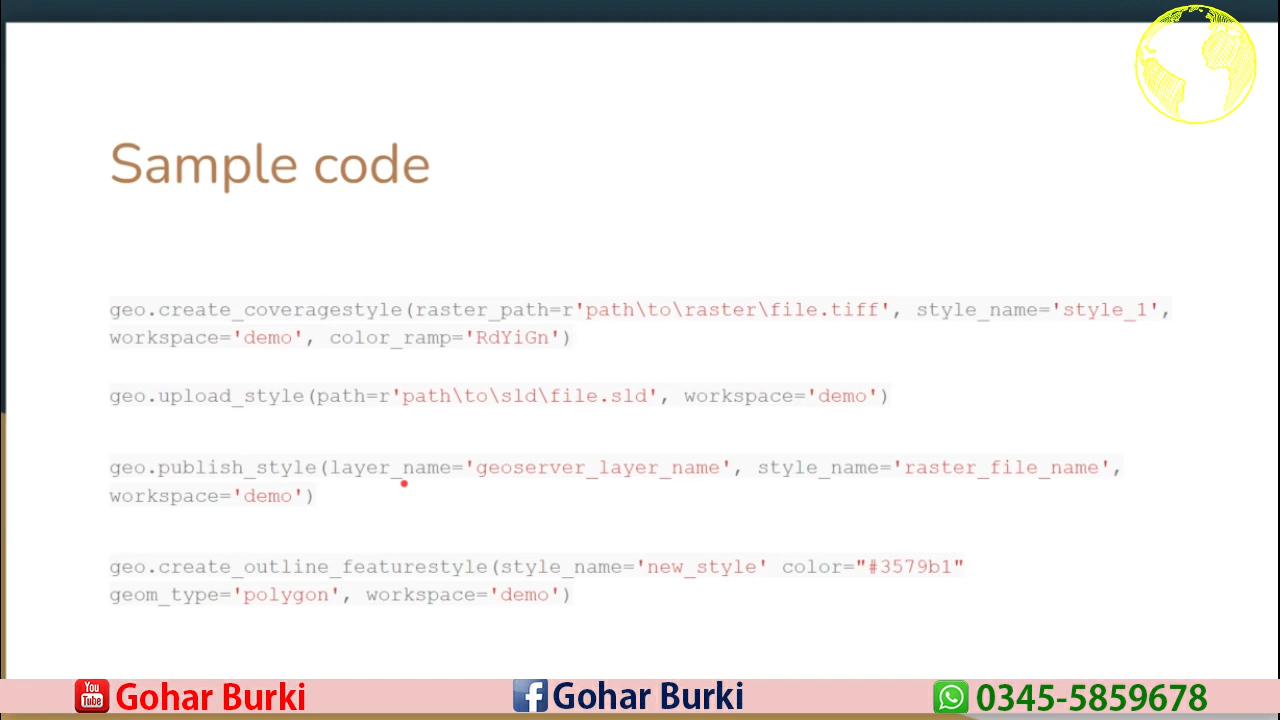 Sample code
geo.create_coveragestyle(raster_path=r'path\to\raster\file.tiff', style_name='style_1',
workspace='demo', color_ramp='RdYiGn')
geo.upload_style(path=r'path\to\sld\file.sld', workspace='demo')
geo.publish_style(layer_name='geoserver_layer_name', style_name='raster_file_name',
workspace='demo')
geo.create_outline_featurestyle(style_name='new_style' color="#3579b1"
geom_type='polygon', workspace='demo')
You Tube Gohar Burki f Gohar Burki 0345-5859678